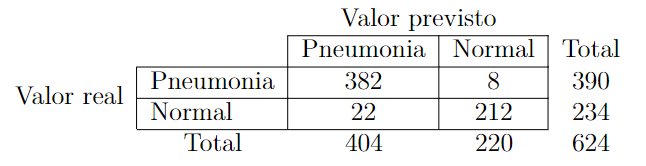 Valor previsto
Pneumonia Normal Total
Valor real
Pneumonia 382 8 390
Normal 22 212 234
Total 404 220 624